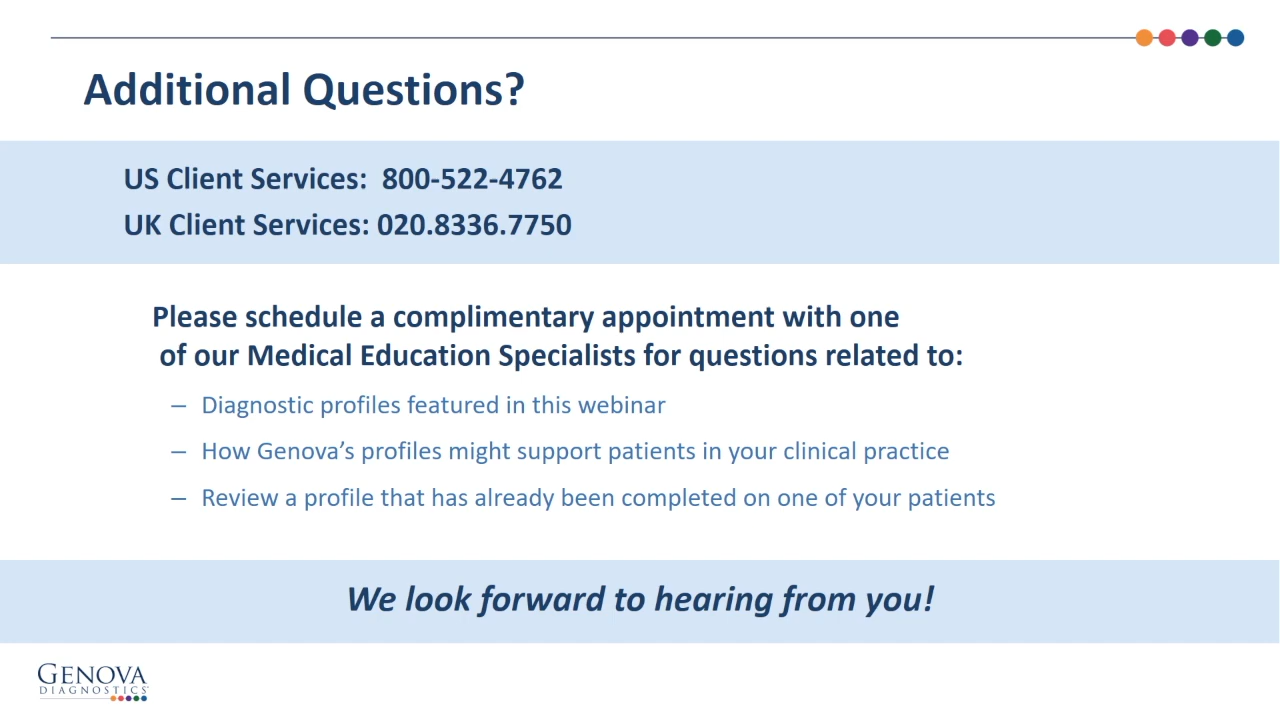 Additional Questions?
US Client Services: 800-522-4762
UK Client Services: 020.8336.7750
Please schedule a complimentary appointment with one
of our Medical Education Specialists for questions related to:
– Diagnostic profiles featured in this webinar
– How Genova’s profiles might support patients in your clinical practice
– Review a profile that has already been completed on one of your patients
We look forward to hearing from you!
GENOVA
DIAGNOSTICS